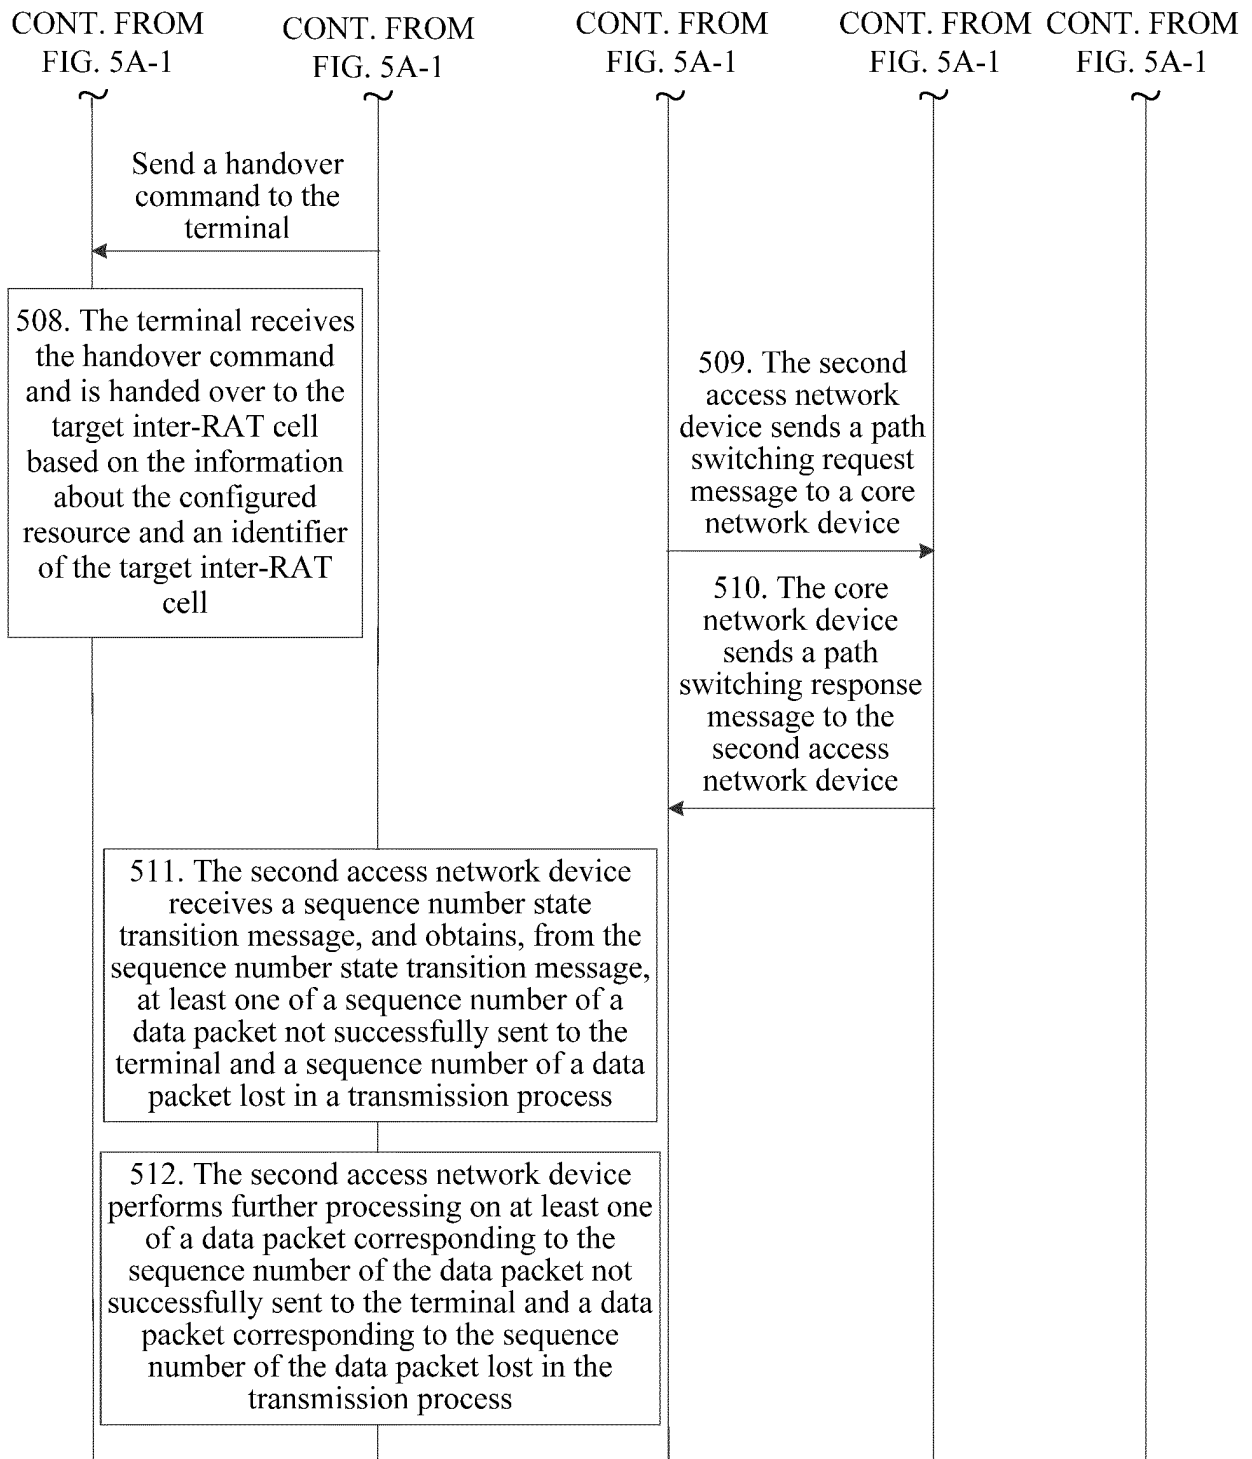 CONT. FROM
FIG. 5A-1
CONT. FROM
FIG. 5A-1
CONT. FROM
FIG. 5A-1
CONT. FROM
FIG. 5A-1
CONT. FROM
FIG. 5A-1
Send a handover
command to the
terminal
508. The terminal receives
the handover command
and is handed over to the
target inter-RAT cell
based on the information
about the configured
resource and an identifier
of the target inter-RAT
cell
509. The second
access network
device sends a path
switching request
message to a core
network device
510. The core
network device
sends a path
switching response
message to the
second access
network device
511. The second access network device
receives a sequence number state
transition message, and obtains, from the
sequence number state transition message,
at least one of a sequence number of a
data packet not successfully sent to the
terminal and a sequence number of a data
packet lost in a transmission process
512. The second access network device
performs further processing on at least one
of a data packet corresponding to the
sequence number of the data packet not
successfully sent to the terminal and a data
packet corresponding to the sequence
number of the data packet lost in the
transmission process